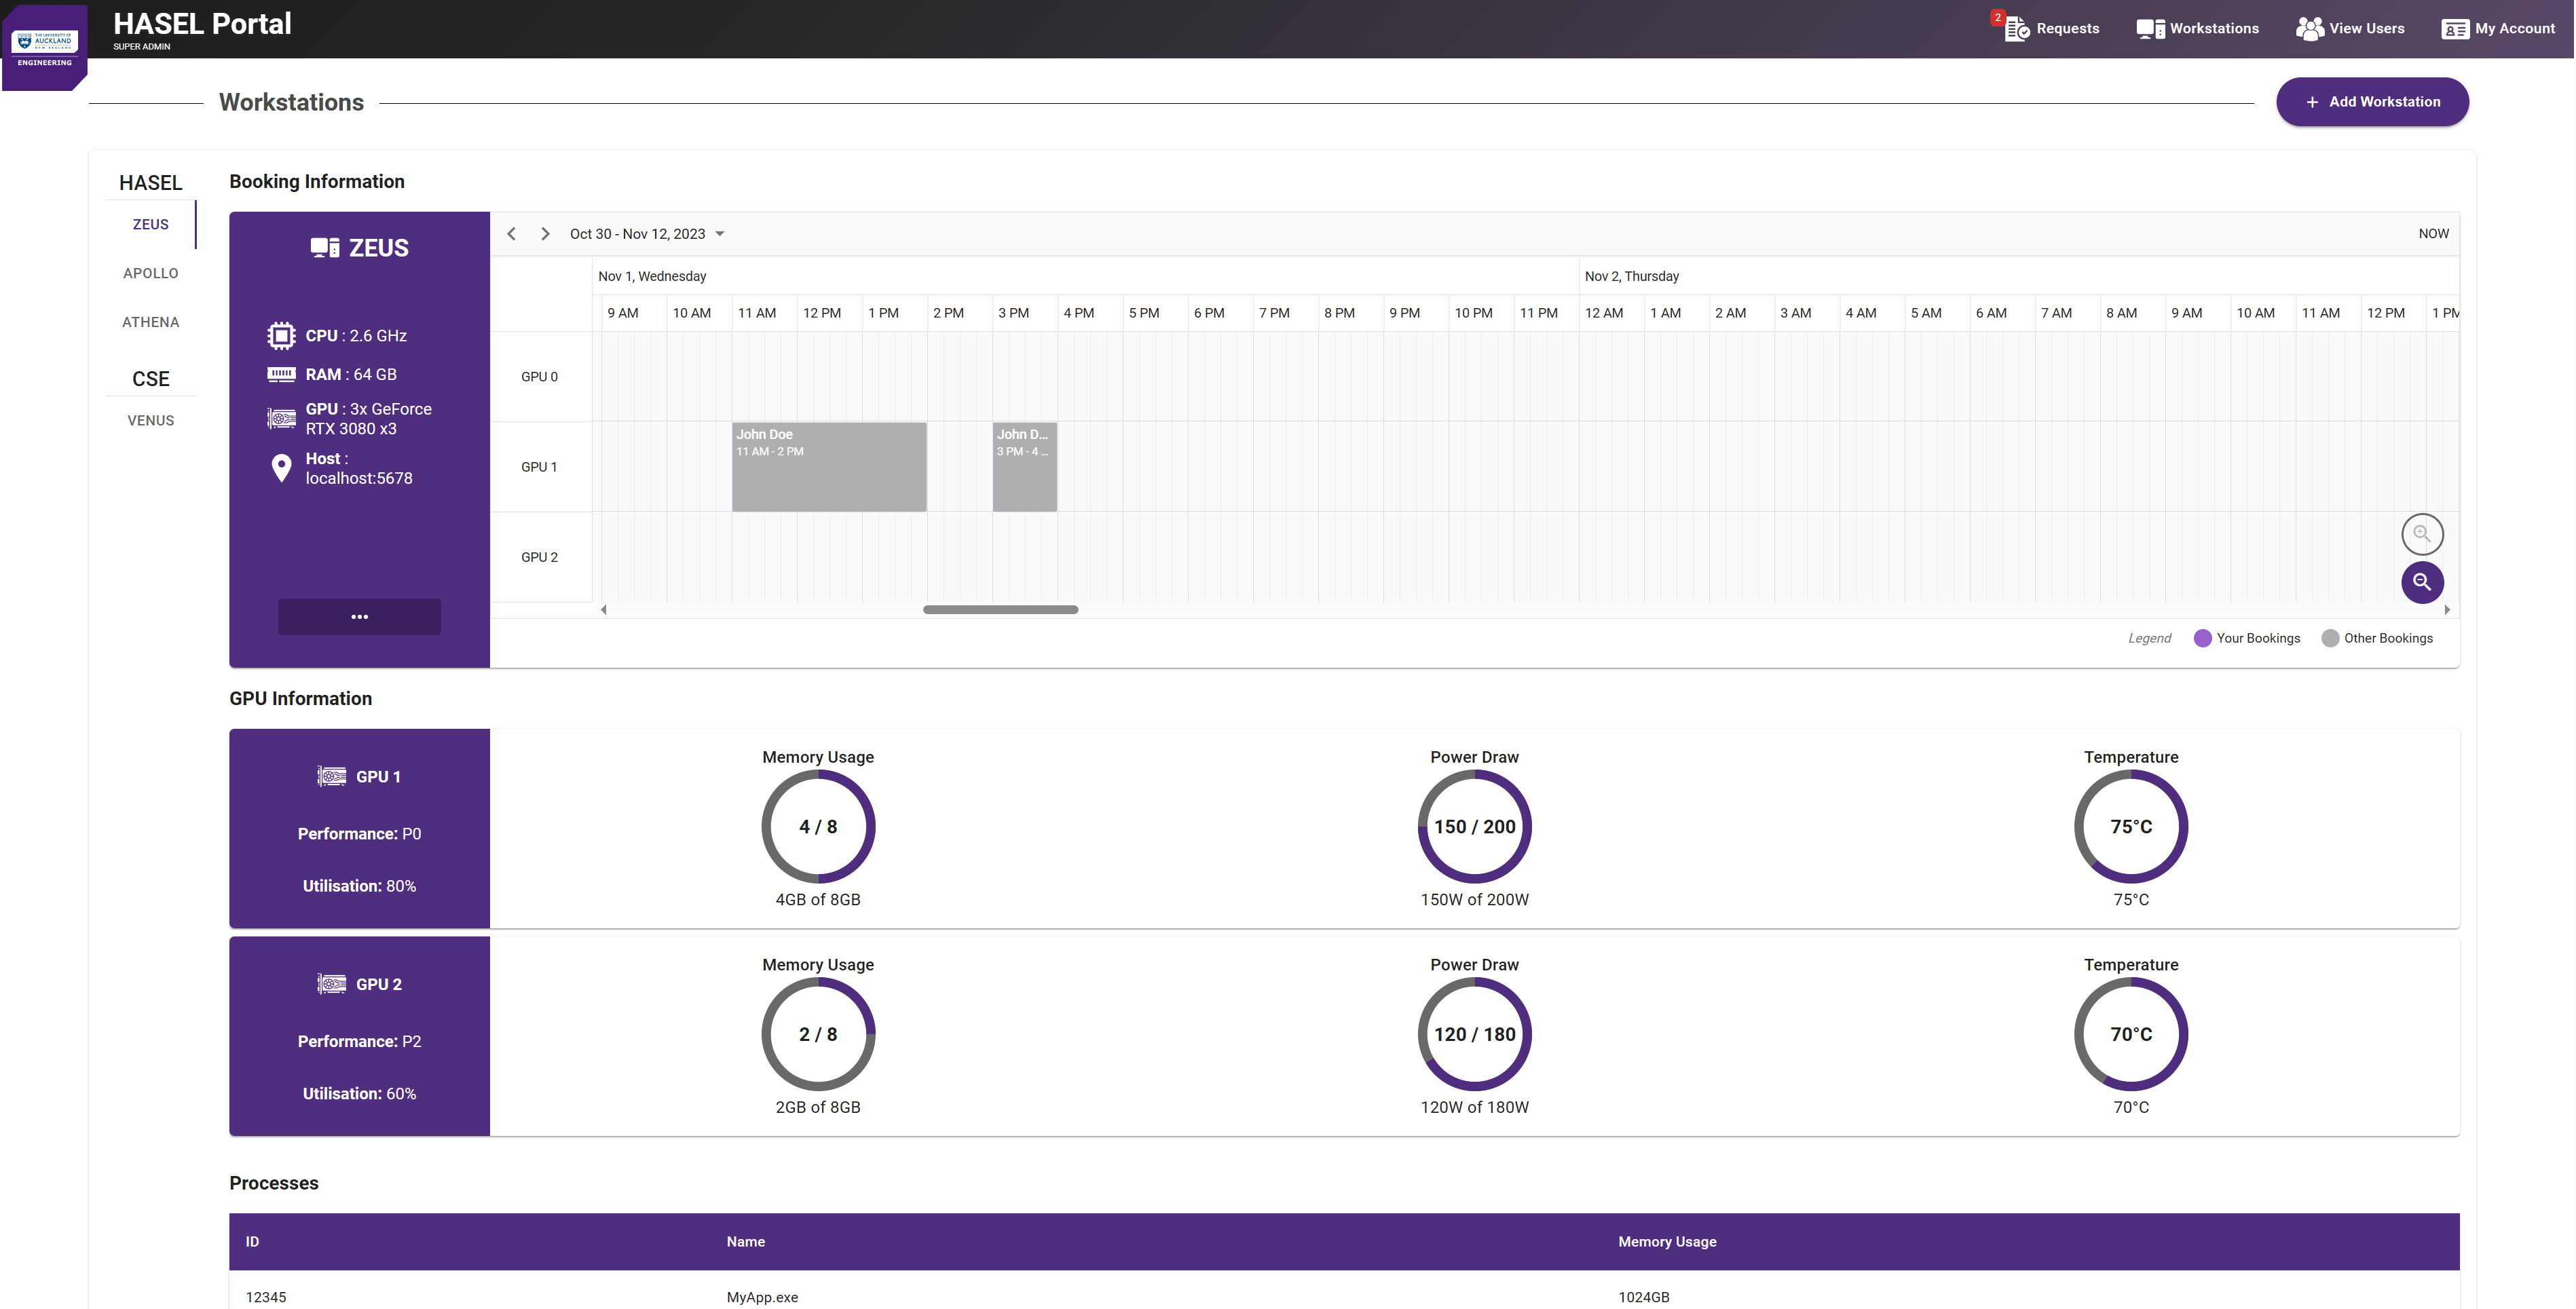 THE UNIVERSITY OF
AUCKLAND
NEW ZEALAND
ENGINEERING
HASEL Portal
SUPER ADMIN
2
Requests
Workstations
View Users
My Account
Workstations
+ Add Workstation
HASEL
ZEUS
APOLLO
ATHENA
CSE
VENUS
Booking Information
ZEUS
CPU : 2.6 GHz
RAM : 64 GB
GPU : 3x GeForce
RTX 3080 x3
Host :
localhost:5678
•••
Oct 30 - Nov 12, 2023
NOW
Nov 1, Wednesday
Nov 2, Thursday
9 AM 10 AM 11 AM 12 PM 1 PM 2 PM 3 PM 4 PM 5 PM 6 PM 7 PM 8 PM 9 PM 10 PM 11 PM 12 AM 1 AM 2 AM 3 AM 4 AM 5 AM 6 AM 7 AM 8 AM 9 AM 10 AM 11 AM 12 PM 1 PM
GPU 0
GPU 1
John Doe
11 AM - 2 PM
John D...
3 PM - 4 ...
GPU 2
Legend
Your Bookings
Other Bookings
GPU Information
GPU 1
Performance: P0
Utilisation: 80%
Memory Usage
4 / 8
4GB of 8GB
Power Draw
150 / 200
150W of 200W
Temperature
75°C
75°C
GPU 2
Performance: P2
Utilisation: 60%
Memory Usage
2 / 8
2GB of 8GB
Power Draw
120 / 180
120W of 180W
Temperature
70°C
70°C
Processes
ID Name Memory Usage
12345 MyApp.exe 1024GB